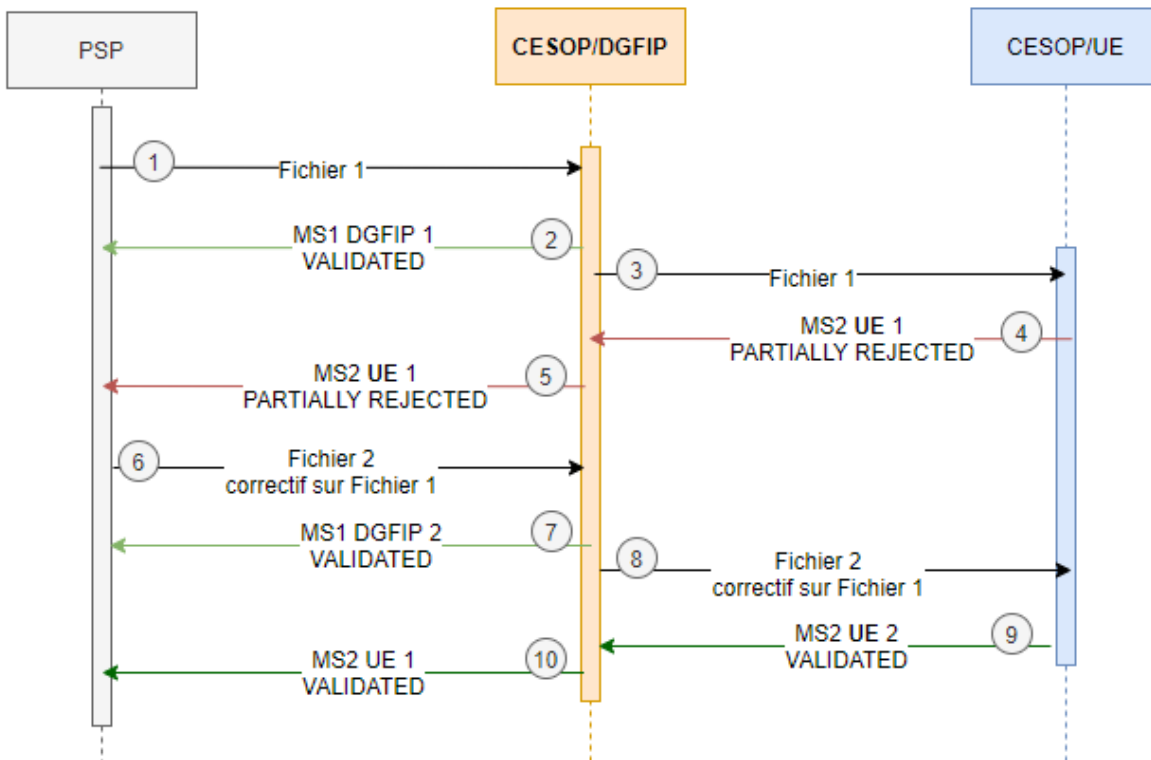 PSP
CESOP/DGFIP
CESOP/UE
1
Fichier 1
MS1 DGFIP 1
VALIDATED
2
3
Fichier 1
MS2 UE 1
PARTIALLY REJECTED
4
MS2 UE 1
PARTIALLY REJECTED
5
6
Fichier 2
correctif sur Fichier 1
MS1 DGFIP 2
VALIDATED
7
8
Fichier 2
correctif sur Fichier 1
MS2 UE 2
VALIDATED
9
MS2 UE 1
VALIDATED
10